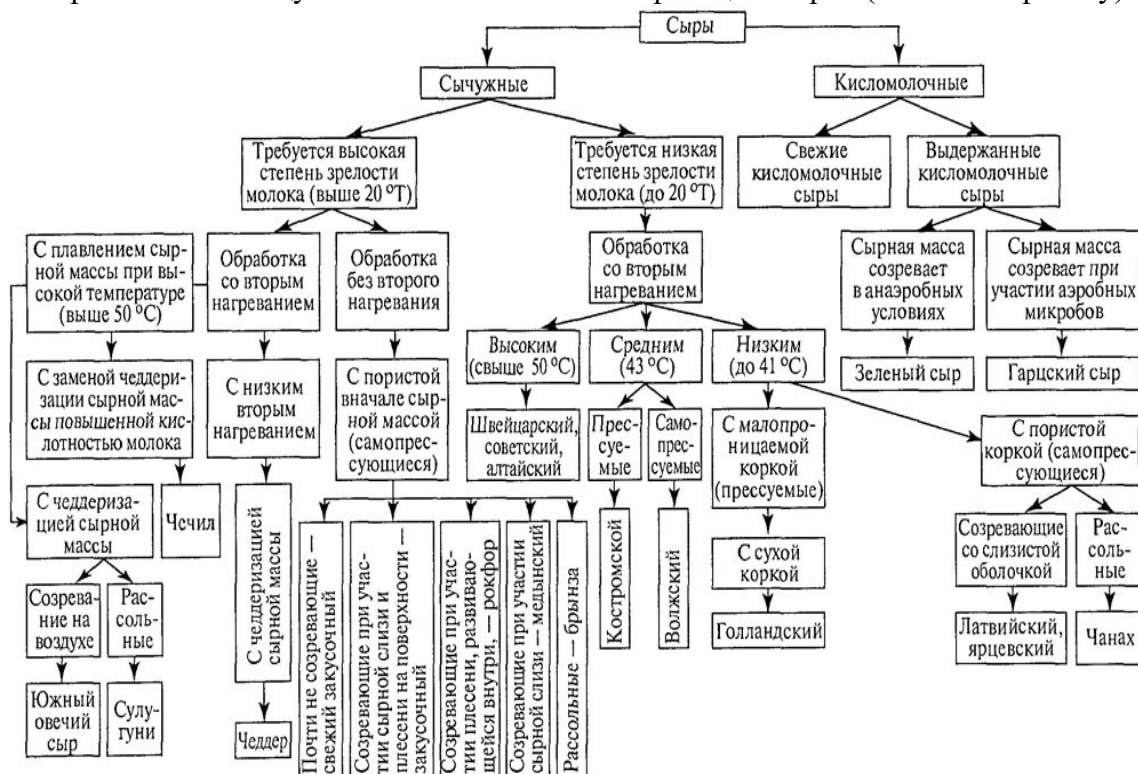 Сыры
Сычужные
Кисломолочные
Требуется высокая
степень зрелости
молока (выше 20 °Т)
Требуется низкая
степень зрелости
молока (до 20 °Т)
Свежие
кисломолочные
сыры
Выдержанные
кисломолочные
сыры
С плавлением сыр-
ной массы при вы-
сокой температуре
(выше 50 °С)
Обработка
со вторым
нагреванием
Обработка
без второго
нагревания
Обработка
со вторым
нагреванием
Сырная масса
созревает
в анаэробных
условиях
Сырная масса
созревает при
участии аэробных
микробов
Высоким
(свыше 50 °С)
Средним
(43 °С)
Низким
(до 41 °С)
Зеленый сыр
Гарцский сыр
С заменой чеддери-
зации сырной мас-
сы повышенной кис-
лотностью молока
С низким
вторым
нагреванием
С пористой
вначале сыр-
ной массой
(самопрес-
сующиеся)
Швейцарский,
советский,
алтайский
Прес-
суе-
мые
Само-
прес-
суемые
С малопро-
ницаемой
коркой
(прессуемые)
С пористой
коркой (самопрес-
сующиеся)
С чеддериза-
цией сырной
массы
Чечил
С чеддеризацией
сырной массы
Почти не созревающие —
свежий закусочный
Созревающие при учас-
тии сырной слизи и
плесени на поверхности —
закусочный
Созревающие при учас-
тии плесени, развиваю-
щейся внутри, — рокфор
Созревающие при участии
сырной слизи — медынский
Рассольные — брынза
Костромской
Волжский
С сухой
коркой
Созревающие
со слизистой
оболочкой
Рас-
соль-
ные
Созрева-
ние на
воздухе
Рас-
соль-
ные
Голландский
Латвийский,
ярцевский
Чанах
Южный
овечий
сыр
Сулу-
гуни
Чеддер